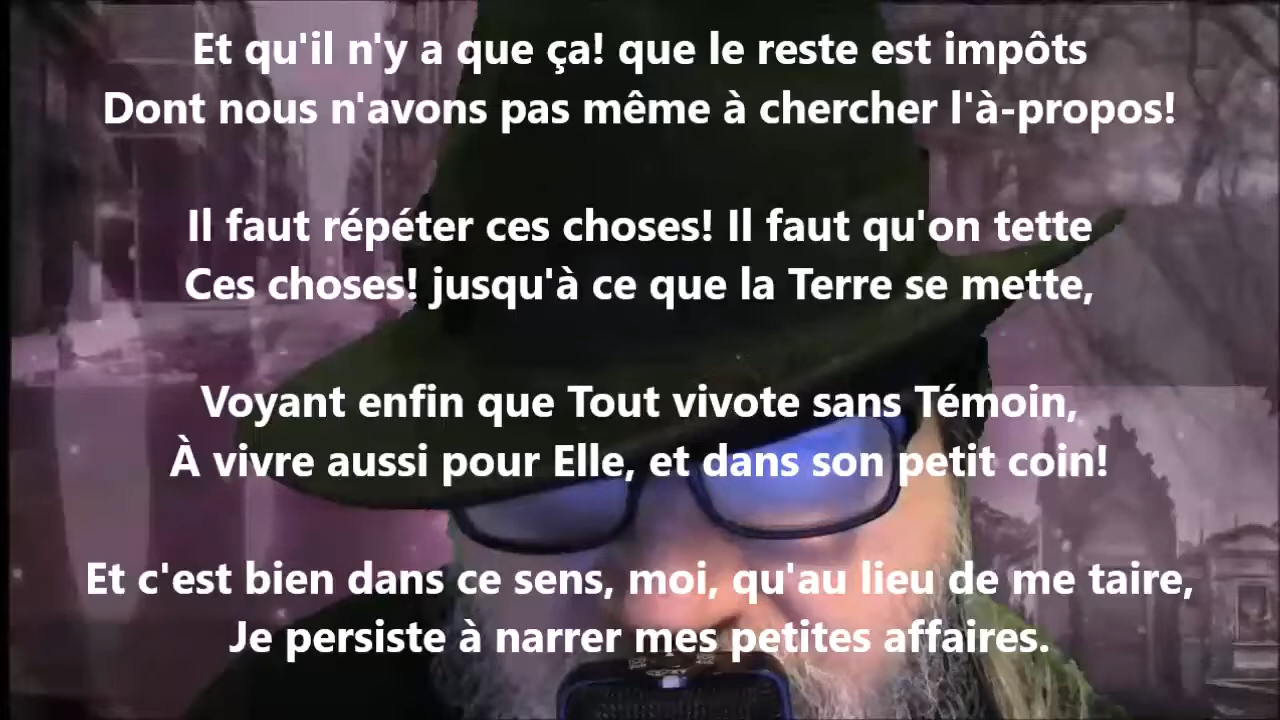 Et qu'il n'y a que ça! que le reste est impôts
Dont nous n'avons pas même à chercher l'à-propos!
Il faut répéter ces choses! Il faut qu'on tette
Ces choses! jusqu'à ce que la Terre se mette,
Voyant enfin que Tout vivote sans Témoin,
À vivre aussi pour Elle, et dans son petit coin!
Et c'est bien dans ce sens, moi, qu'au lieu de me taire,
Je persiste à narrer mes petites affaires.